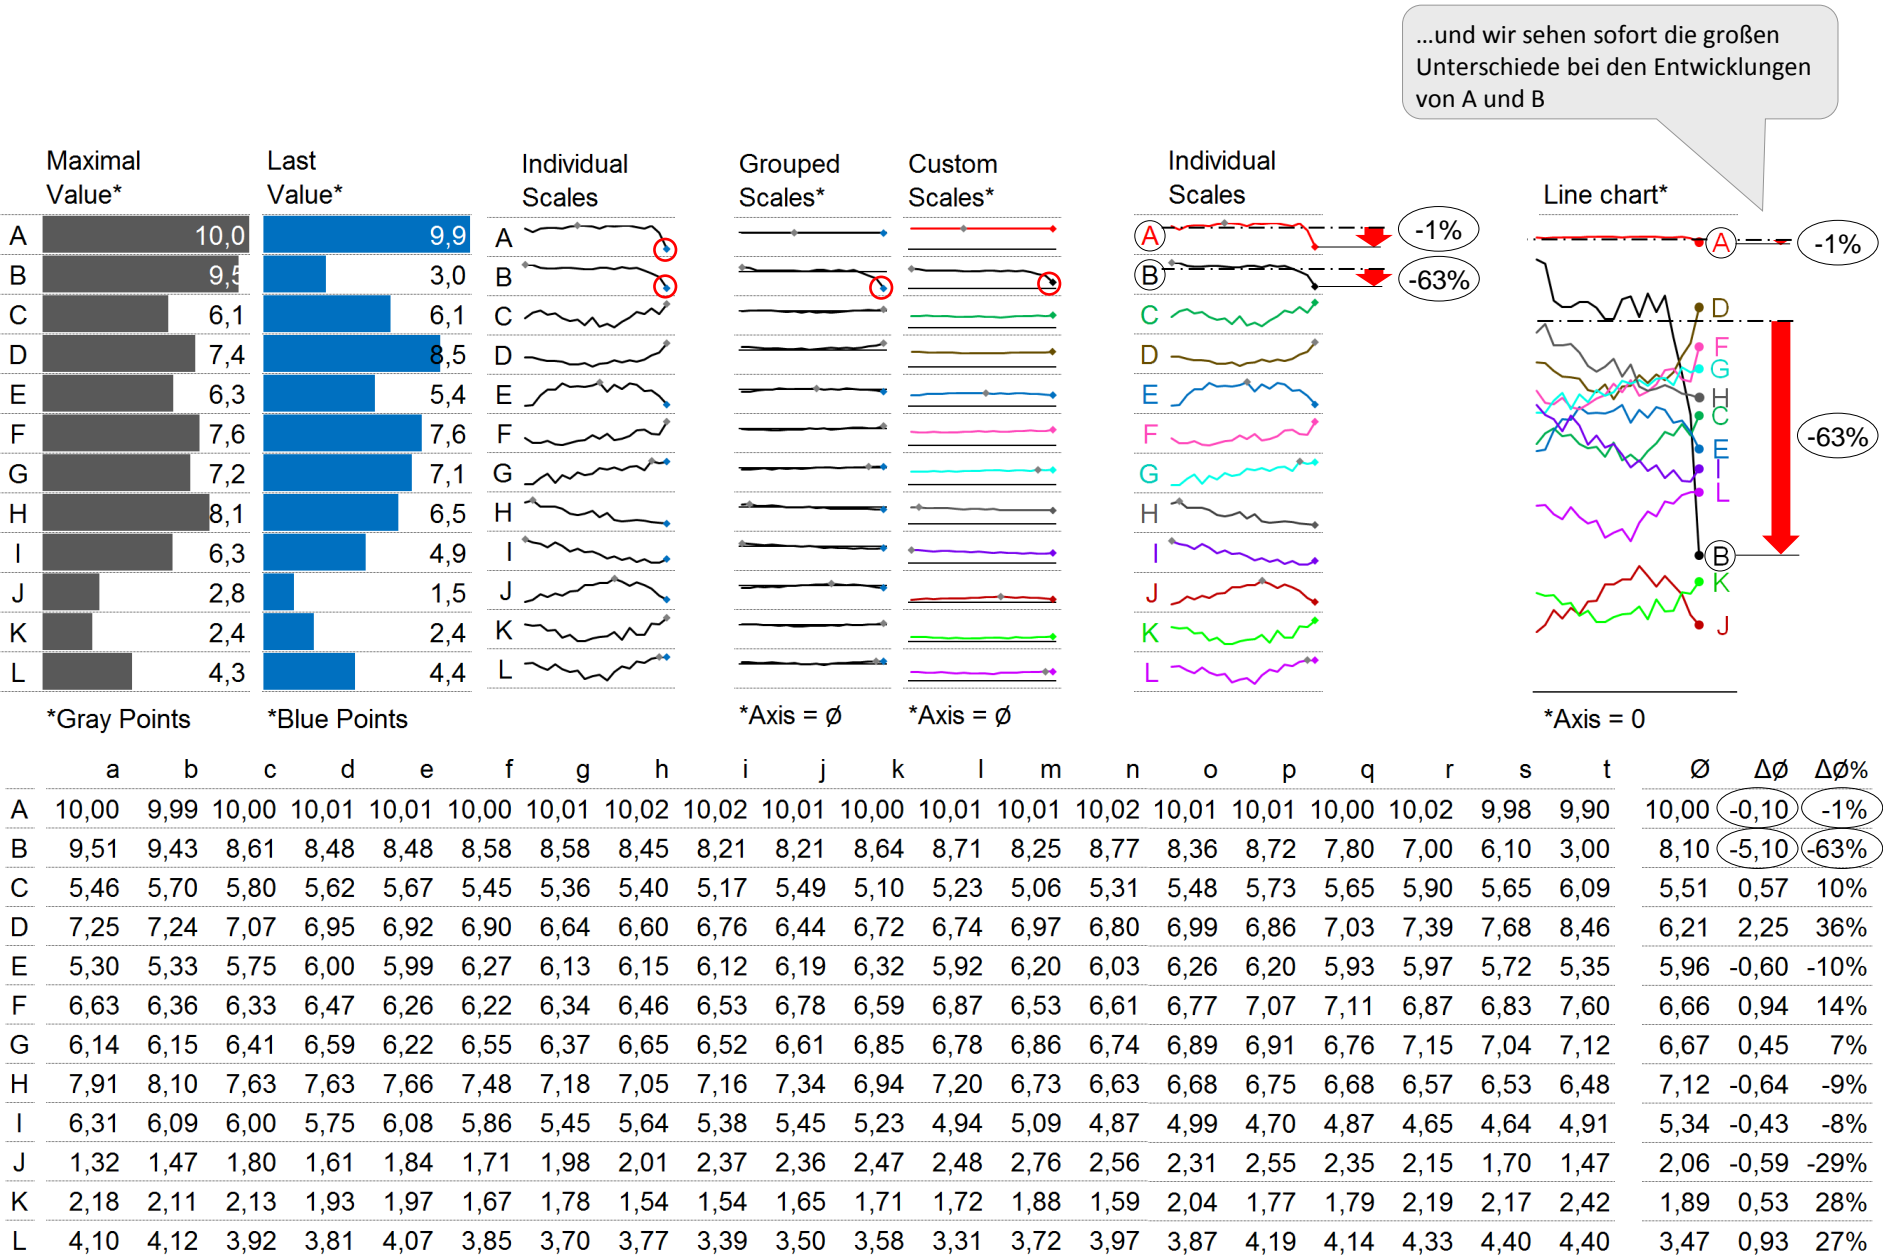 …und wir sehen sofort die großen
Unterschiede bei den Entwicklungen
von A und B
Maximal
Value*
Last
Value*
Individual
Scales
Grouped
Scales*
Custom
Scales*
Individual
Scales
Line chart*
A 10,0 9,9 A A -1% A -1%
B 9,5 3,0 B B -63%
C 6,1 6,1 C C
D 7,4 8,5 D D
E 6,3 5,4 E E
F 7,6 7,6 F F
G 7,2 7,1 G G
H 8,1 6,5 H H
I 6,3 4,9 I I
J 2,8 1,5 J J
K 2,4 2,4 K K
L 4,3 4,4 L L
D
F
G
H
C
-63%
E
I
L
B
K
J
*Gray Points *Blue Points *Axis = ø *Axis = ø *Axis = 0
a b c d e f g h i j k l m n o p q r s t Ø Δø Δø%
A 10,00 9,99 10,00 10,01 10,01 10,00 10,01 10,02 10,02 10,01 10,00 10,01 10,01 10,02 10,01 10,01 10,00 10,02 9,98 9,90 10,00 -0,10 -1%
B 9,51 9,43 8,61 8,48 8,48 8,58 8,58 8,45 8,21 8,21 8,64 8,71 8,25 8,77 8,36 8,72 7,80 7,00 6,10 3,00 8,10 -5,10 -63%
C 5,46 5,70 5,80 5,62 5,67 5,45 5,36 5,40 5,17 5,49 5,10 5,23 5,06 5,31 5,48 5,73 5,65 5,90 5,65 6,09 5,51 0,57 10%
D 7,25 7,24 7,07 6,95 6,92 6,90 6,64 6,60 6,76 6,44 6,72 6,74 6,97 6,80 6,99 6,86 7,03 7,39 7,68 8,46 6,21 2,25 36%
E 5,30 5,33 5,75 6,00 5,99 6,27 6,13 6,15 6,12 6,19 6,32 5,92 6,20 6,03 6,26 6,20 5,93 5,97 5,72 5,35 5,96 -0,60 -10%
F 6,63 6,36 6,33 6,47 6,26 6,22 6,34 6,46 6,53 6,78 6,59 6,87 6,53 6,61 6,77 7,07 7,11 6,87 6,83 7,60 6,66 0,94 14%
G 6,14 6,15 6,41 6,59 6,22 6,55 6,37 6,65 6,52 6,61 6,85 6,78 6,86 6,74 6,89 6,91 6,76 7,15 7,04 7,12 6,67 0,45 7%
H 7,91 8,10 7,63 7,63 7,66 7,48 7,18 7,05 7,16 7,34 6,94 7,20 6,73 6,63 6,68 6,75 6,68 6,57 6,53 6,48 7,12 -0,64 -9%
I 6,31 6,09 6,00 5,75 6,08 5,86 5,45 5,64 5,38 5,45 5,23 4,94 5,09 4,87 4,99 4,70 4,87 4,65 4,64 4,91 5,34 -0,43 -8%
J 1,32 1,47 1,80 1,61 1,84 1,71 1,98 2,01 2,37 2,36 2,47 2,48 2,76 2,56 2,31 2,55 2,35 2,15 1,70 1,47 2,06 -0,59 -29%
K 2,18 2,11 2,13 1,93 1,97 1,67 1,78 1,54 1,54 1,65 1,71 1,72 1,88 1,59 2,04 1,77 1,79 2,19 2,17 2,42 1,89 0,53 28%
L 4,10 4,12 3,92 3,81 4,07 3,85 3,70 3,77 3,39 3,50 3,58 3,31 3,72 3,97 3,87 4,19 4,14 4,33 4,40 4,40 3,47 0,93 27%